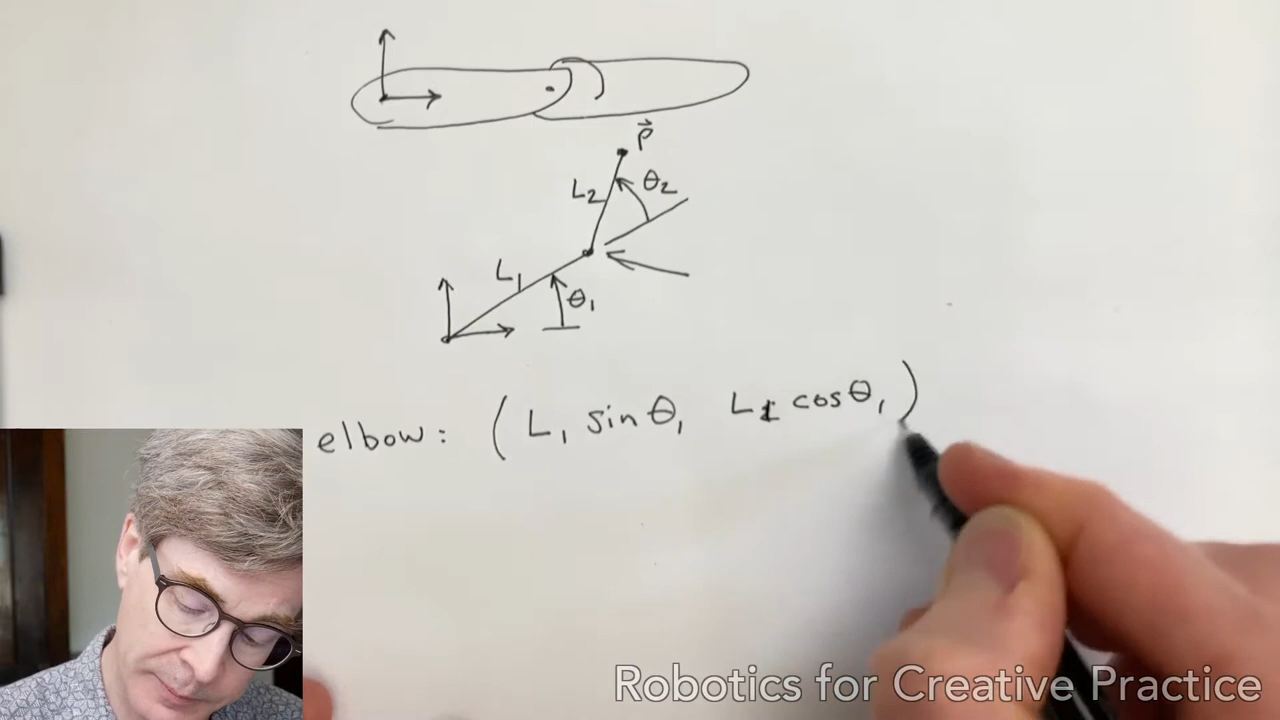 p⃗
L₂ θ₂
L₁ θ₁
elbow: ( L₁ sin θ₁ L₁ cos θ₁ )
Robotics for Creative Practice